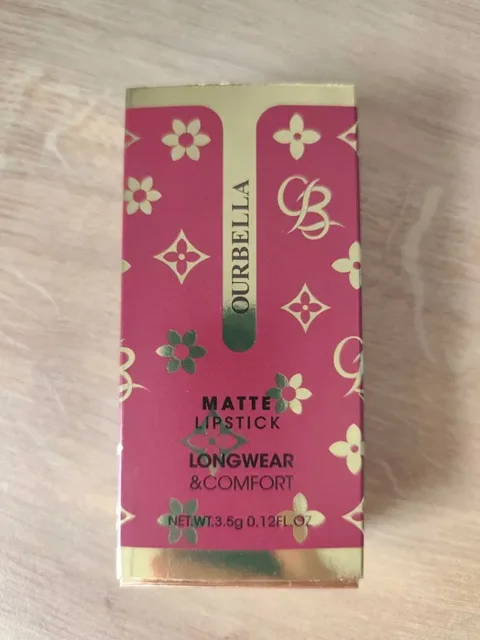 OURBELLA
MATTE
LIPSTICK
LONGWEAR
&COMFORT
NET.WT.3.5g 0.12FL.OZ